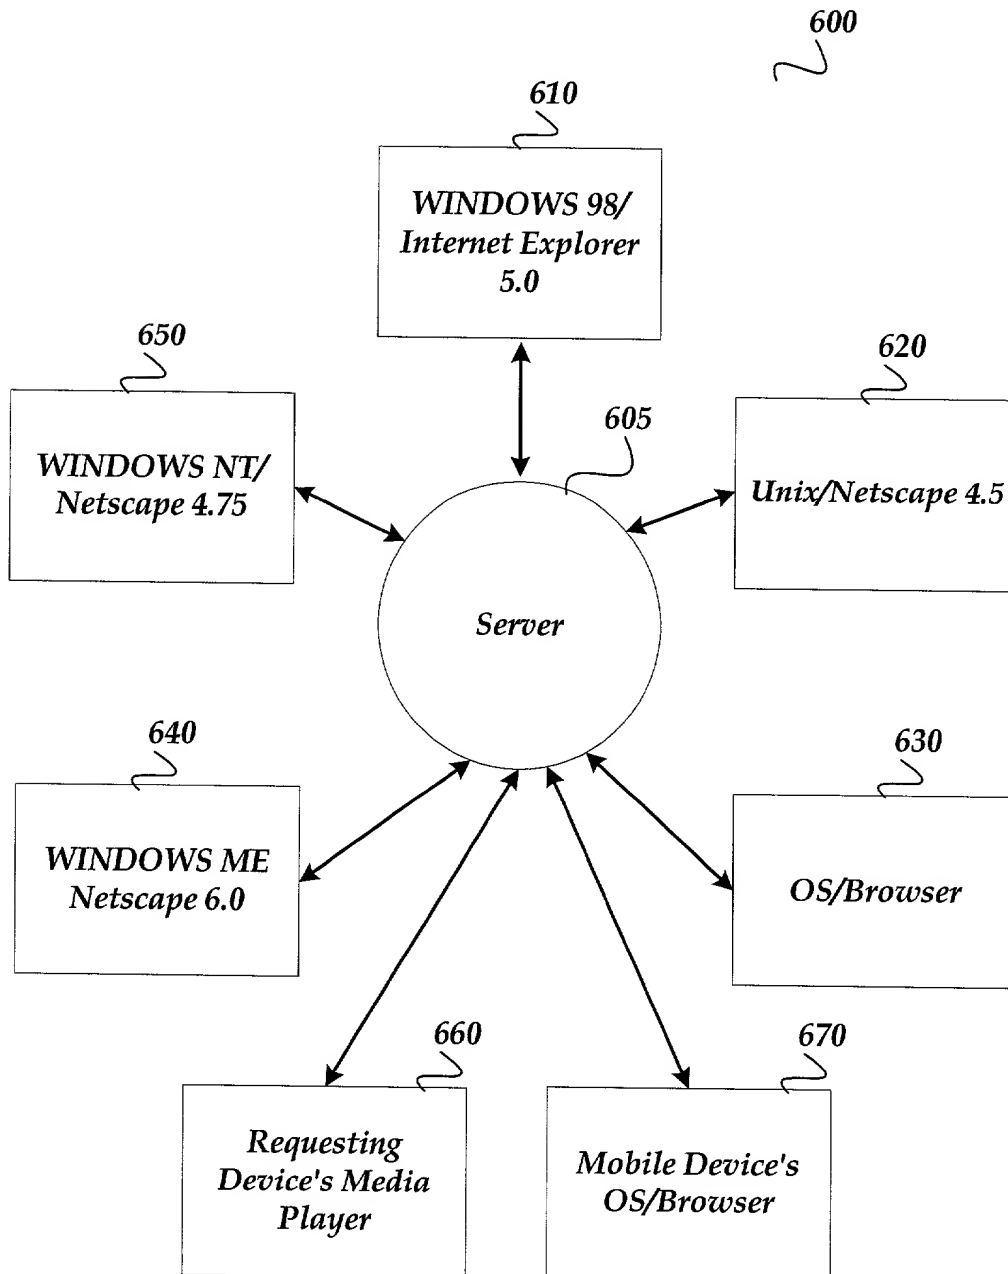 600
610
WINDOWS 98/
Internet Explorer
5.0
650
WINDOWS NT/
Netscape 4.75
620
Unix/Netscape 4.5
605
Server
640
WINDOWS ME
Netscape 6.0
630
OS/Browser
660
Requesting
Device's Media
Player
670
Mobile Device's
OS/Browser